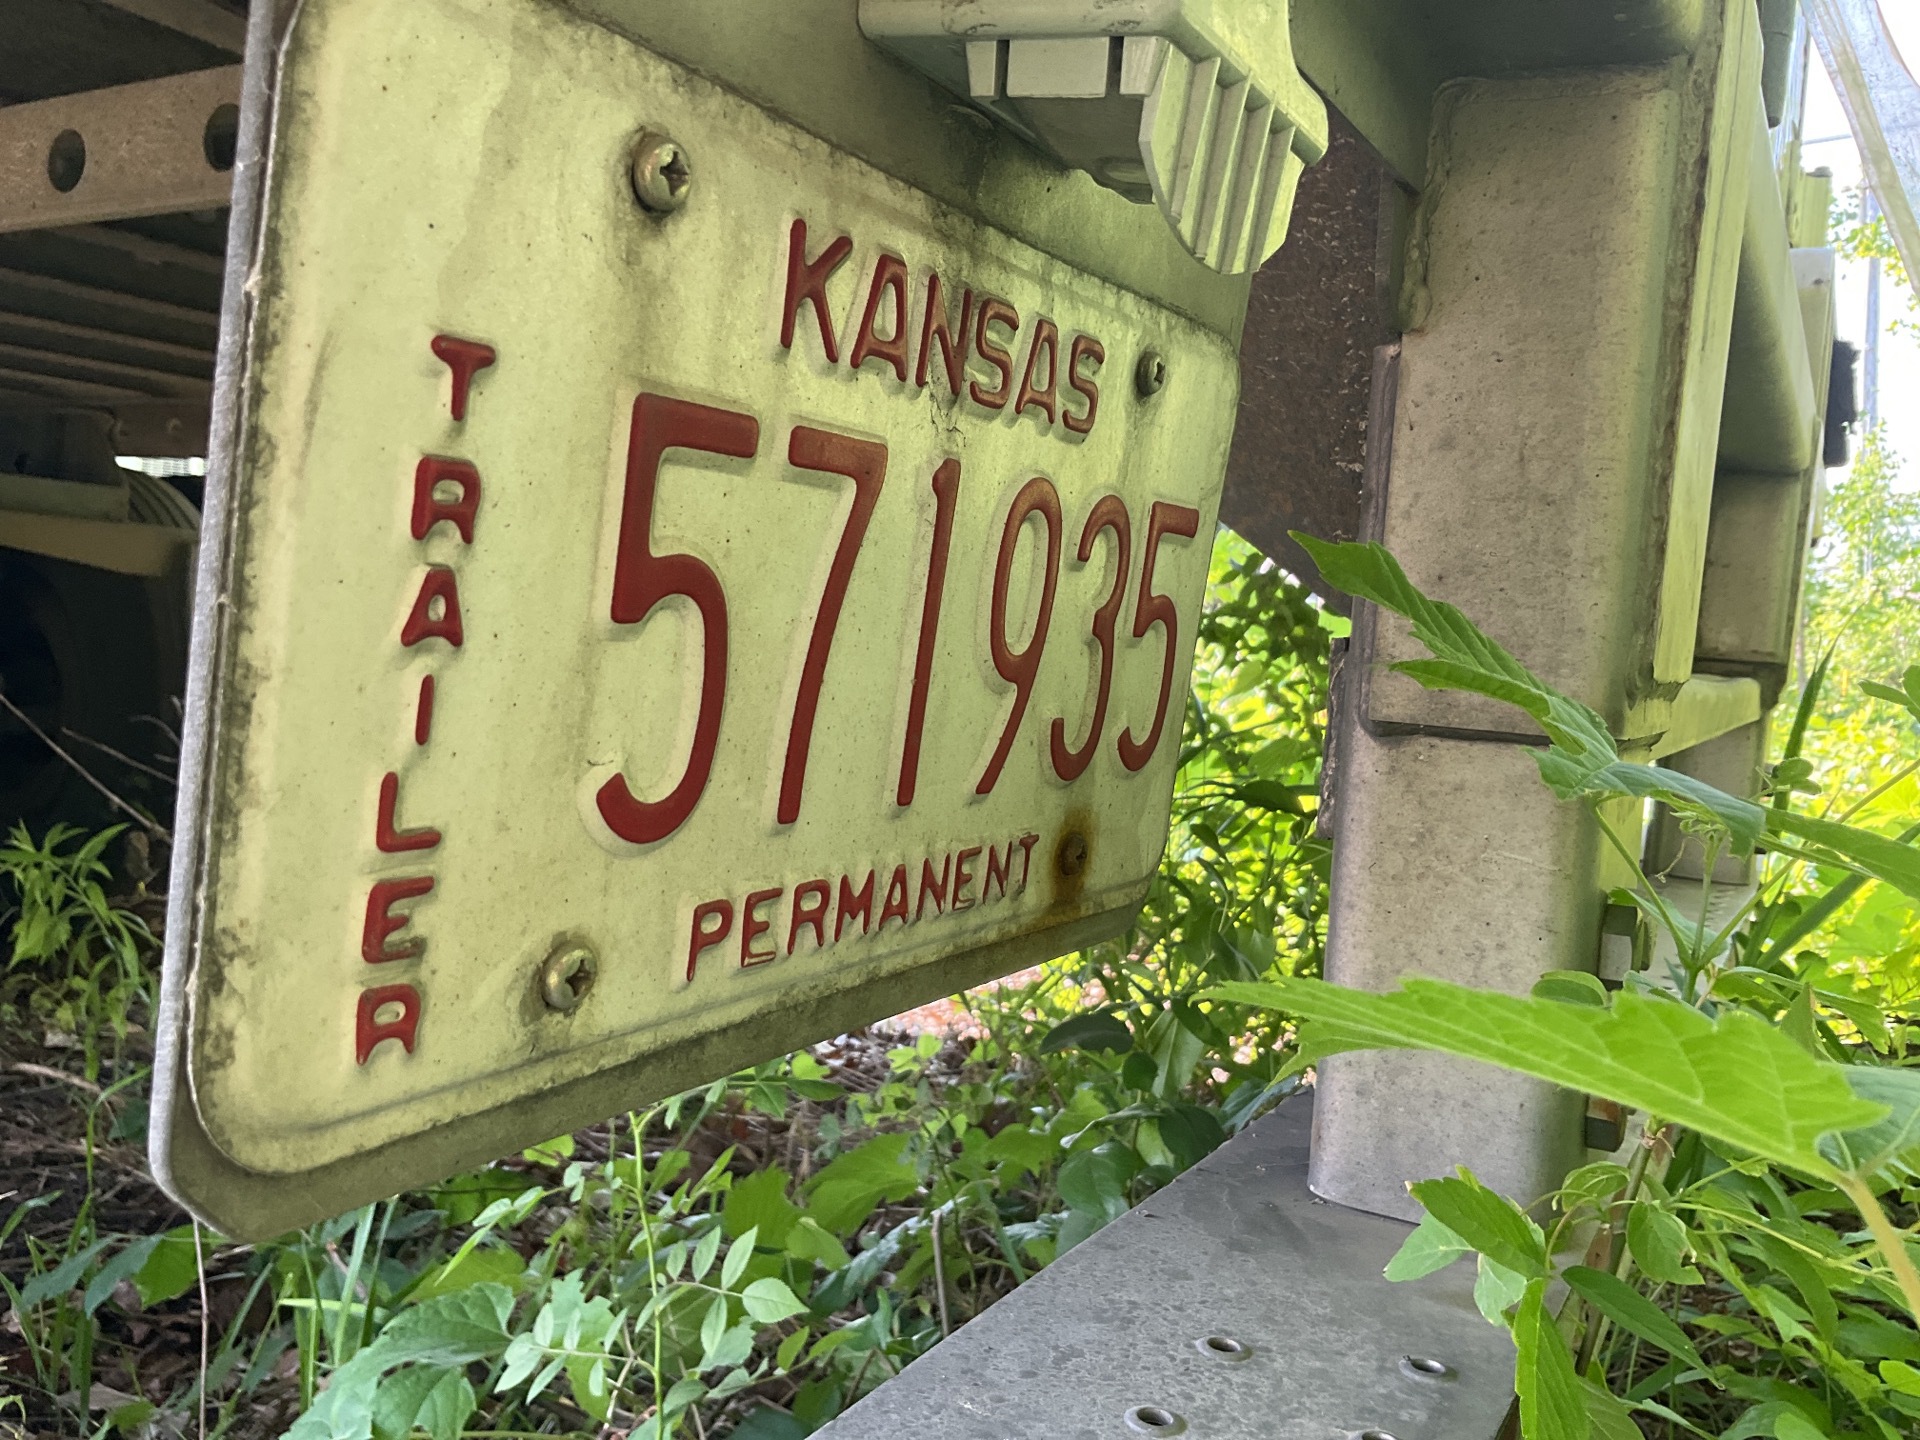 KANSAS
TRAILER
571935
PERMANENT